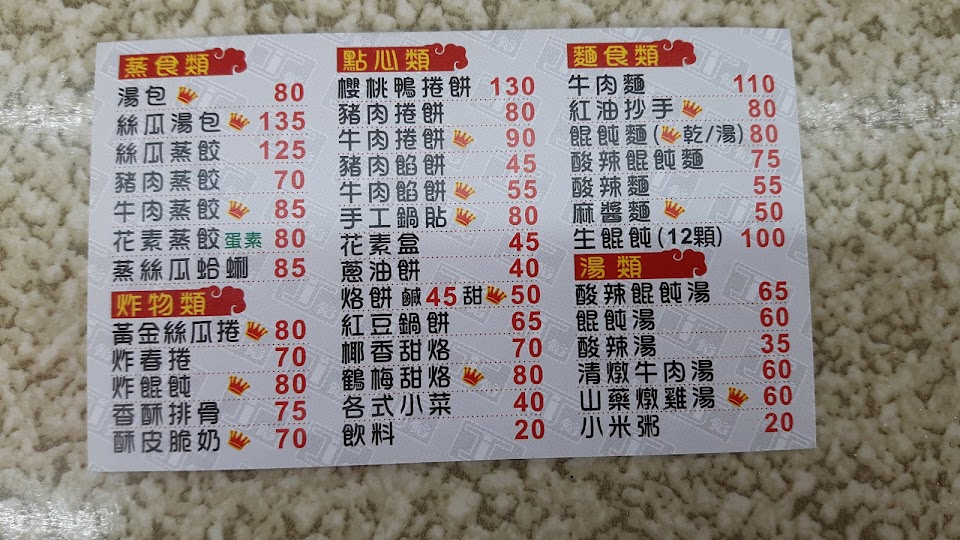 蒸食類
湯包 80
絲瓜湯包 135
絲瓜蒸餃 125
豬肉蒸餃 70
牛肉蒸餃 85
花素蒸餃 蛋素 80
蒸絲瓜蛤蜊 85
炸物類
黃金絲瓜捲 80
炸春捲 70
炸餛飩 80
香酥排骨 75
酥皮脆奶 70
點心類
櫻桃鴨捲餅 130
豬肉捲餅 80
牛肉捲餅 90
豬肉餡餅 45
牛肉餡餅 55
手工鍋貼 80
花素盒 45
蔥油餅 40
烙餅 鹹45 甜50
紅豆鍋餅 65
椰香甜烙 70
鶴梅甜烙 80
各式小菜 40
飲料 20
麵食類
牛肉麵 110
紅油抄手 80
餛飩麵(乾/湯) 80
酸辣餛飩麵 75
酸辣麵 55
麻醬麵 50
生餛飩(12顆) 100
湯類
酸辣餛飩湯 65
餛飩湯 60
酸辣湯 35
清燉牛肉湯 60
山藥燉雞湯 60
小米粥 20